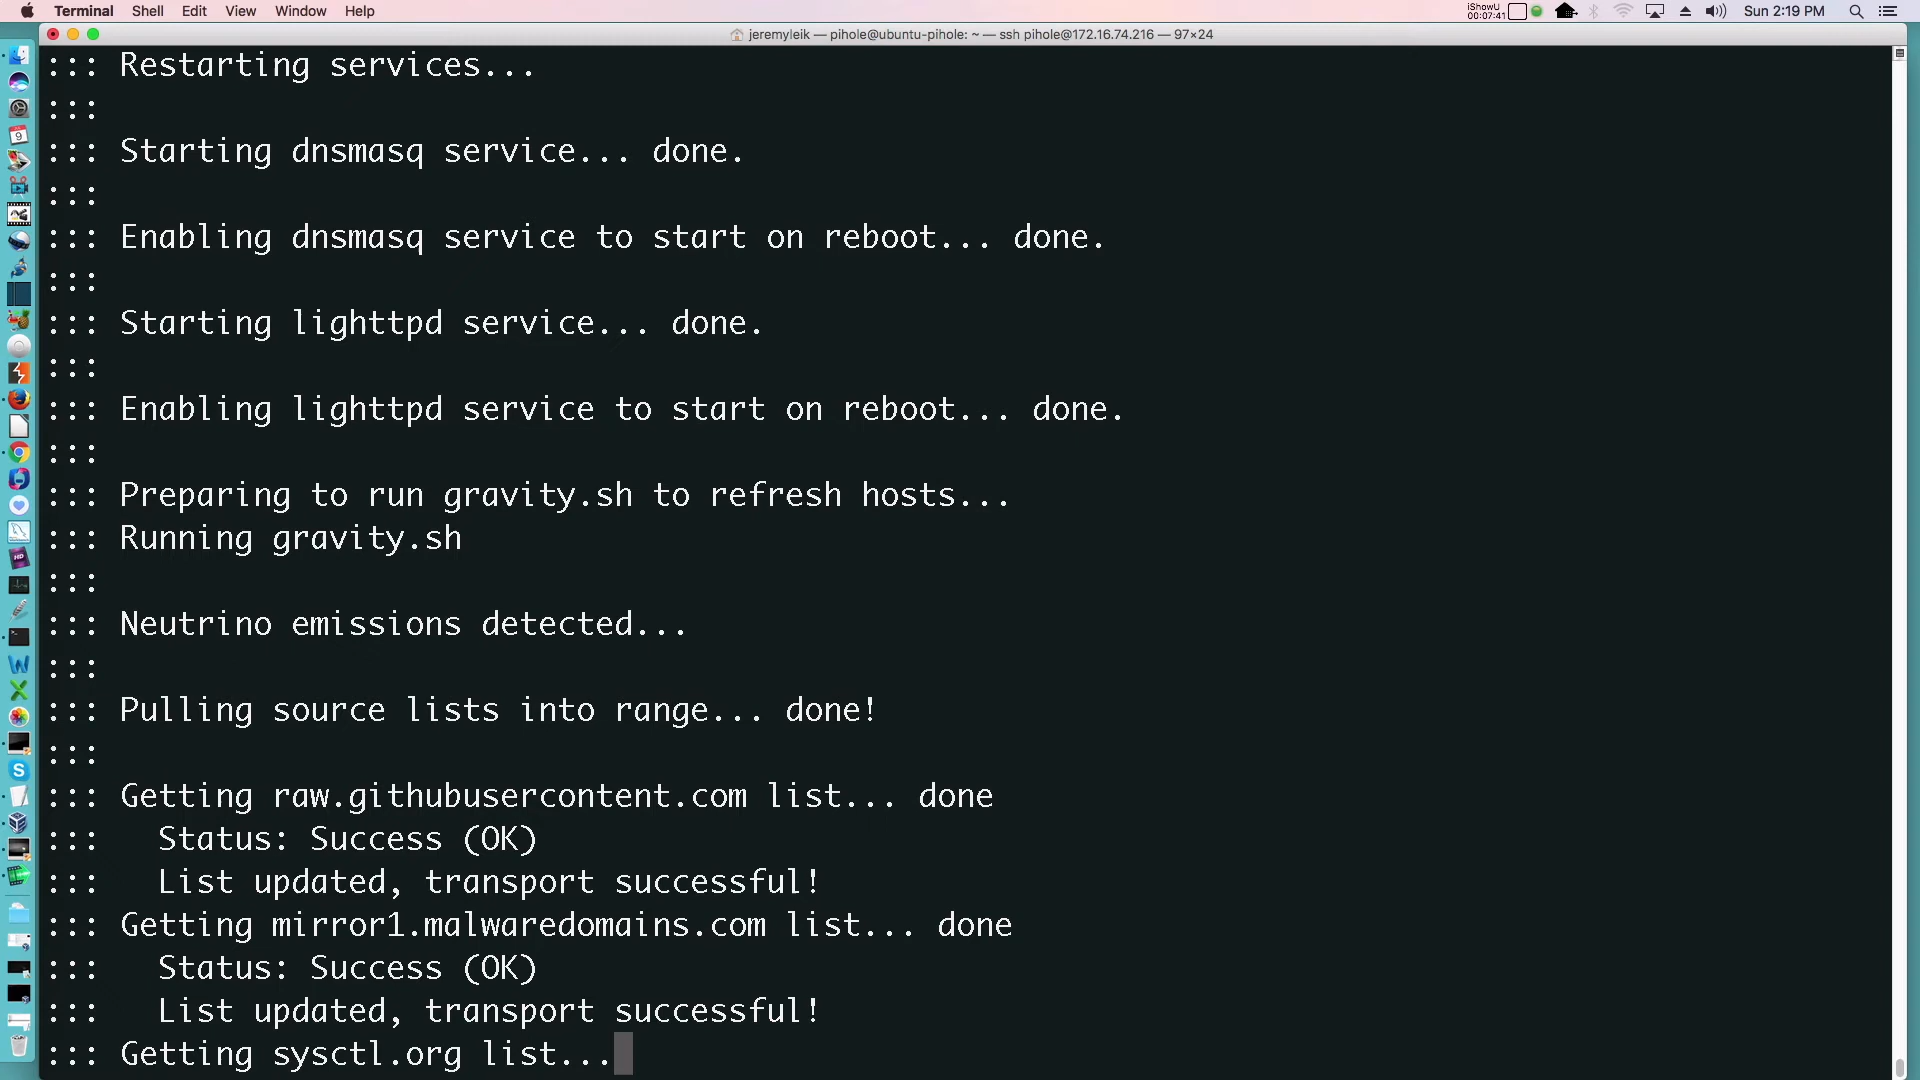 Terminal Shell Edit View Window Help iShowU 00:07:41 Sun 2:19 PM
jeremyleik — pihole@ubuntu-pihole: ~ — ssh pihole@172.16.74.216 — 97×24
::: Restarting services...
:::
::: Starting dnsmasq service... done.
:::
::: Enabling dnsmasq service to start on reboot... done.
:::
::: Starting lighttpd service... done.
:::
::: Enabling lighttpd service to start on reboot... done.
:::
::: Preparing to run gravity.sh to refresh hosts...
::: Running gravity.sh
:::
::: Neutrino emissions detected...
:::
::: Pulling source lists into range... done!
:::
::: Getting raw.githubusercontent.com list... done
:::   Status: Success (OK)
:::   List updated, transport successful!
::: Getting mirror1.malwaredomains.com list... done
:::   Status: Success (OK)
:::   List updated, transport successful!
::: Getting sysctl.org list...